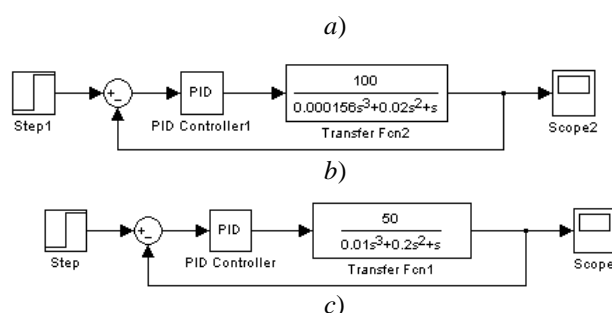 a)
Step1
PID
PID Controller1
100
0.000156s³+0.02s²+s
Transfer Fcn2
Scope2
b)
Step
PID
PID Controller
50
0.01s³+0.2s²+s
Transfer Fcn1
Scope
c)